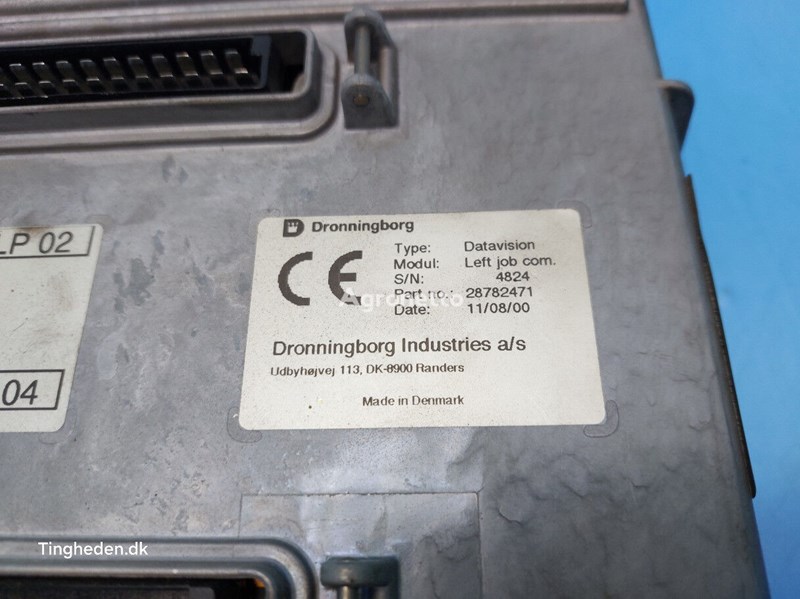 LP 02
04
Dronningborg
CE
Type: Datavision
Modul: Left job com.
S/N: 4824
Part no.: 28782471
Date: 11/08/00
Dronningborg Industries a/s
Udbyhøjvej 113, DK-8900 Randers
Made in Denmark
Agronetto
Tingheden.dk